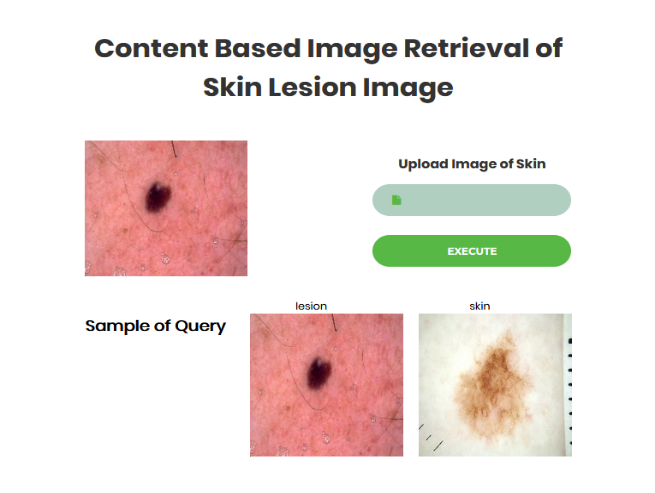 Content Based Image Retrieval of
Skin Lesion Image
Upload Image of Skin
EXECUTE
Sample of Query
lesion
skin